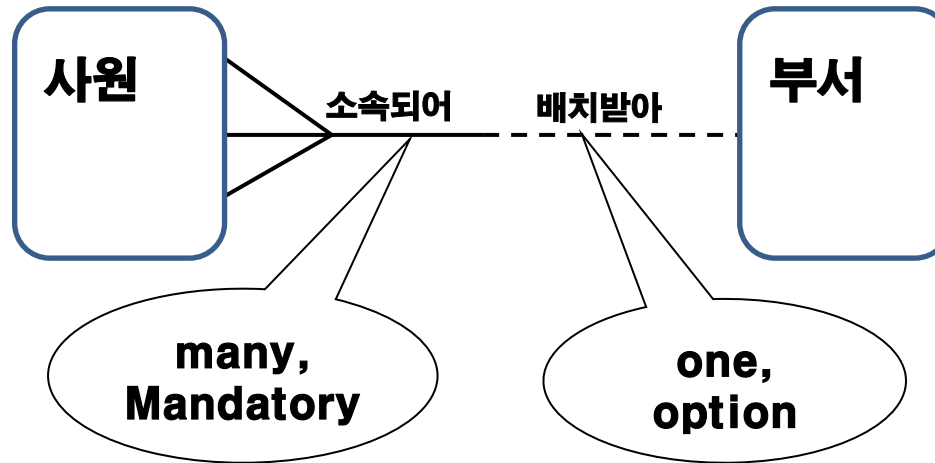 사원
소속되어
배치받아
부서
many,
Mandatory
one,
option